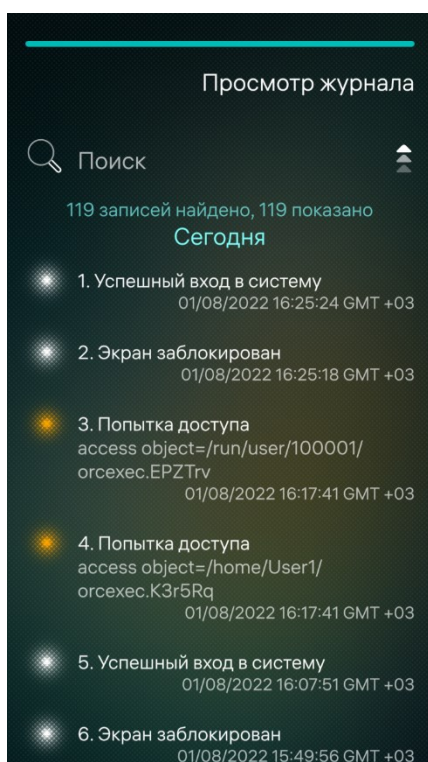 Просмотр журнала
Поиск
119 записей найдено, 119 показано
Сегодня
1. Успешный вход в систему
01/08/2022 16:25:24 GMT +03
2. Экран заблокирован
01/08/2022 16:25:18 GMT +03
3. Попытка доступа
access object=/run/user/100001/
orcexec.EPZTrv
01/08/2022 16:17:41 GMT +03
4. Попытка доступа
access object=/home/User1/
orcexec.K3r5Rq
01/08/2022 16:17:41 GMT +03
5. Успешный вход в систему
01/08/2022 16:07:51 GMT +03
6. Экран заблокирован
01/08/2022 15:49:56 GMT +03